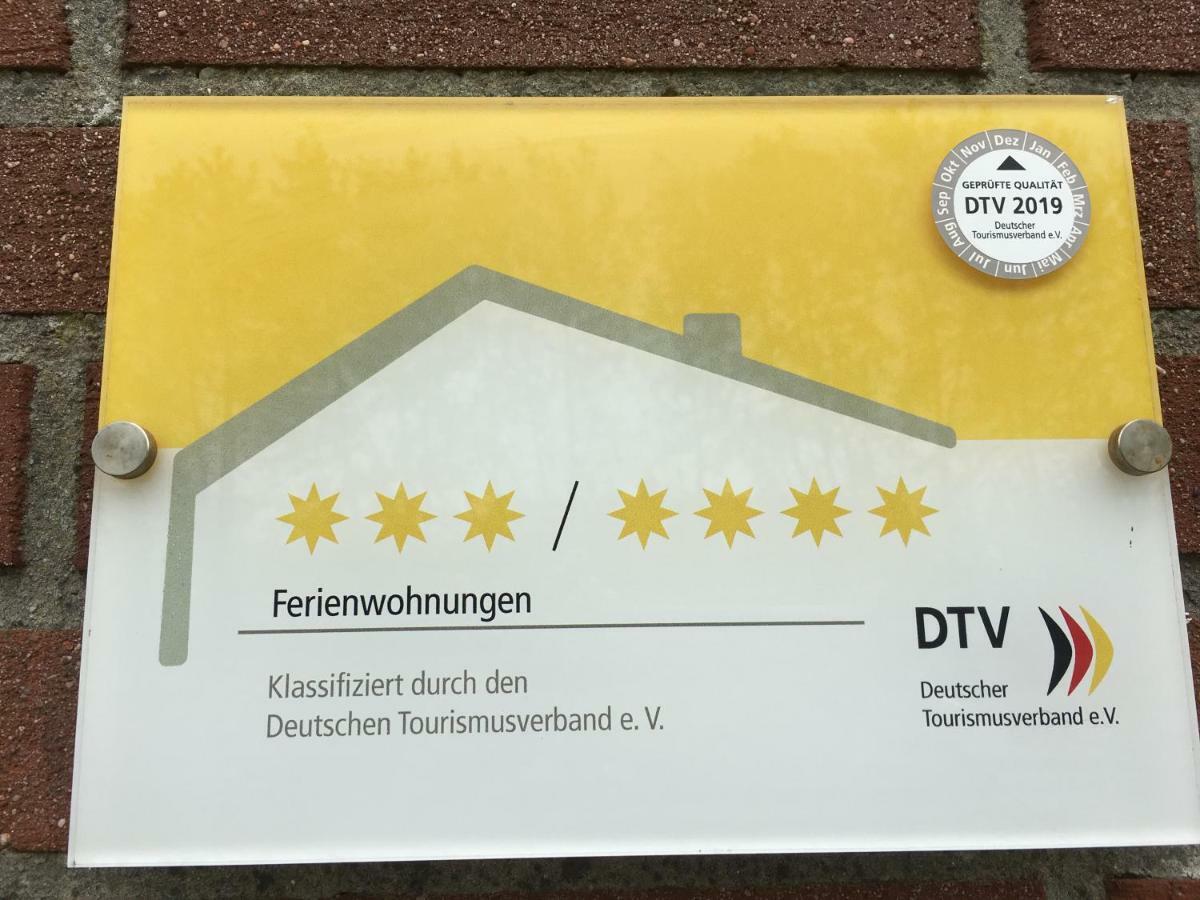 Nov Dez Jan Feb Mrz Apr Mai Jun Jul Aug Sep Okt
GEPRÜFTE QUALITÄT
DTV 2019
Deutscher
Tourismusverband e.V.
/
Ferienwohnungen
Klassifiziert durch den
Deutschen Tourismusverband e. V.
DTV
Deutscher
Tourismusverband e.V.